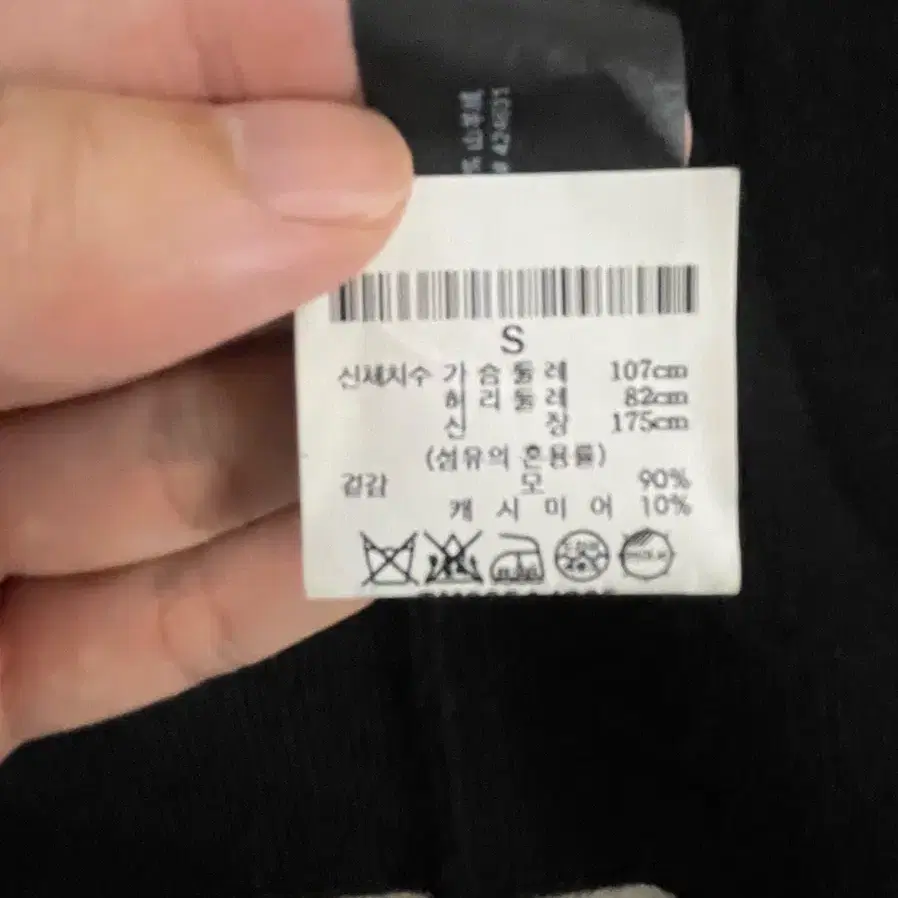 424601
S
신체치수 가 슴 둘 레 107cm
허 리 둘 레 82cm
신 장 175cm
(섬유의 혼용률)
겉감 모 90%
캐 시 미 어 10%